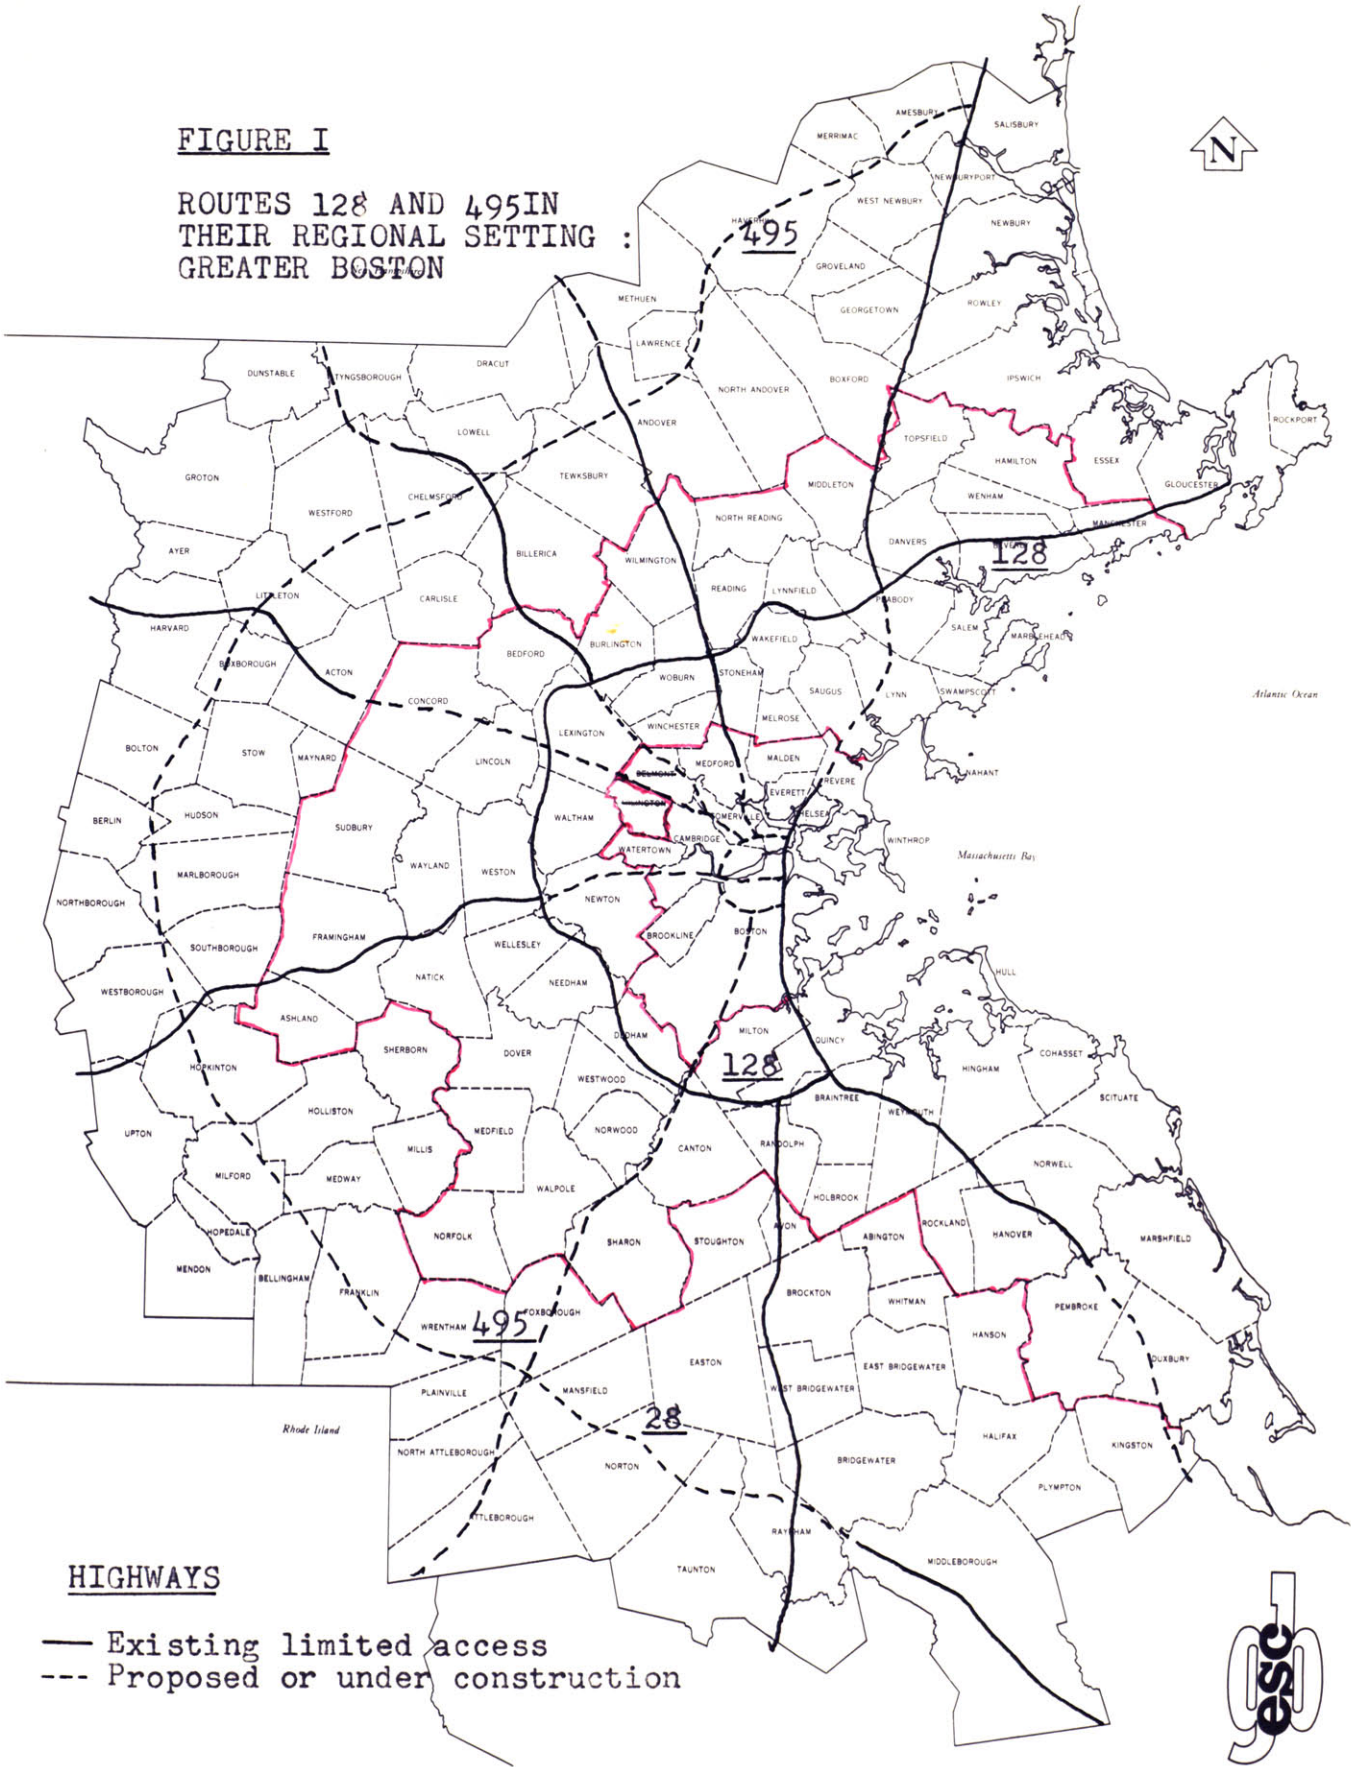 FIGURE I
ROUTES 128 AND 495IN
THEIR REGIONAL SETTING :
GREATER BOSTON
N
AMESBURY
SALISBURY
MERRIMAC
NEWBURYPORT
WEST NEWBURY
NEWBURY
HAVERHILL
495
GROVELAND
METHUEN
GEORGETOWN
ROWLEY
LAWRENCE
DUNSTABLE
TYNGSBOROUGH
DRACUT
NORTH ANDOVER
BOXFORD
IPSWICH
ANDOVER
ROCKPORT
LOWELL
TOPSFIELD
HAMILTON
ESSEX
GROTON
TEWKSBURY
MIDDLETON
GLOUCESTER
CHELMSFORD
WENHAM
WESTFORD
NORTH READING
MANCHESTER
AYER
BILLERICA
WILMINGTON
DANVERS
BEVERLY
128
LITTLETON
CARLISLE
READING
LYNNFIELD
PEABODY
HARVARD
SALEM
MARBLEHEAD
BURLINGTON
WAKEFIELD
BEDFORD
BOXBOROUGH
ACTON
WOBURN
STONEHAM
SAUGUS
LYNN
SWAMPSCOTT
Atlantic Ocean
CONCORD
WINCHESTER
MELROSE
LEXINGTON
BOLTON
STOW
MAYNARD
LINCOLN
MEDFORD
MALDEN
NAHANT
BELMONT
REVERE
EVERETT
ARLINGTON
BERLIN
HUDSON
SUDBURY
WALTHAM
SOMERVILLE
CHELSEA
CAMBRIDGE
WINTHROP
WATERTOWN
Massachusetts Bay
WAYLAND
WESTON
MARLBOROUGH
NORTHBOROUGH
NEWTON
FRAMINGHAM
BROOKLINE
BOSTON
SOUTHBOROUGH
WELLESLEY
NATICK
NEEDHAM
HULL
WESTBOROUGH
ASHLAND
MILTON
DEDHAM
QUINCY
SHERBORN
DOVER
COHASSET
128
HOPKINTON
HINGHAM
WESTWOOD
BRAINTREE
SCITUATE
HOLLISTON
WEYMOUTH
UPTON
MEDFIELD
NORWOOD
RANDOLPH
MILLIS
CANTON
NORWELL
MILFORD
MEDWAY
WALPOLE
HOLBROOK
HOPEDALE
AVON
ROCKLAND
NORFOLK
SHARON
STOUGHTON
ABINGTON
HANOVER
MARSHFIELD
MENDON
BELLINGHAM
FRANKLIN
BROCKTON
WHITMAN
PEMBROKE
FOXBOROUGH
495
WRENTHAM
HANSON
EASTON
EAST BRIDGEWATER
DUXBURY
PLAINVILLE
MANSFIELD
WEST BRIDGEWATER
28
Rhode Island
HALIFAX
KINGSTON
NORTH ATTLEBOROUGH
NORTON
BRIDGEWATER
PLYMPTON
ATTLEBOROUGH
RAYNHAM
TAUNTON
MIDDLEBOROUGH
HIGHWAYS
Existing limited access
Proposed or under construction
gescd